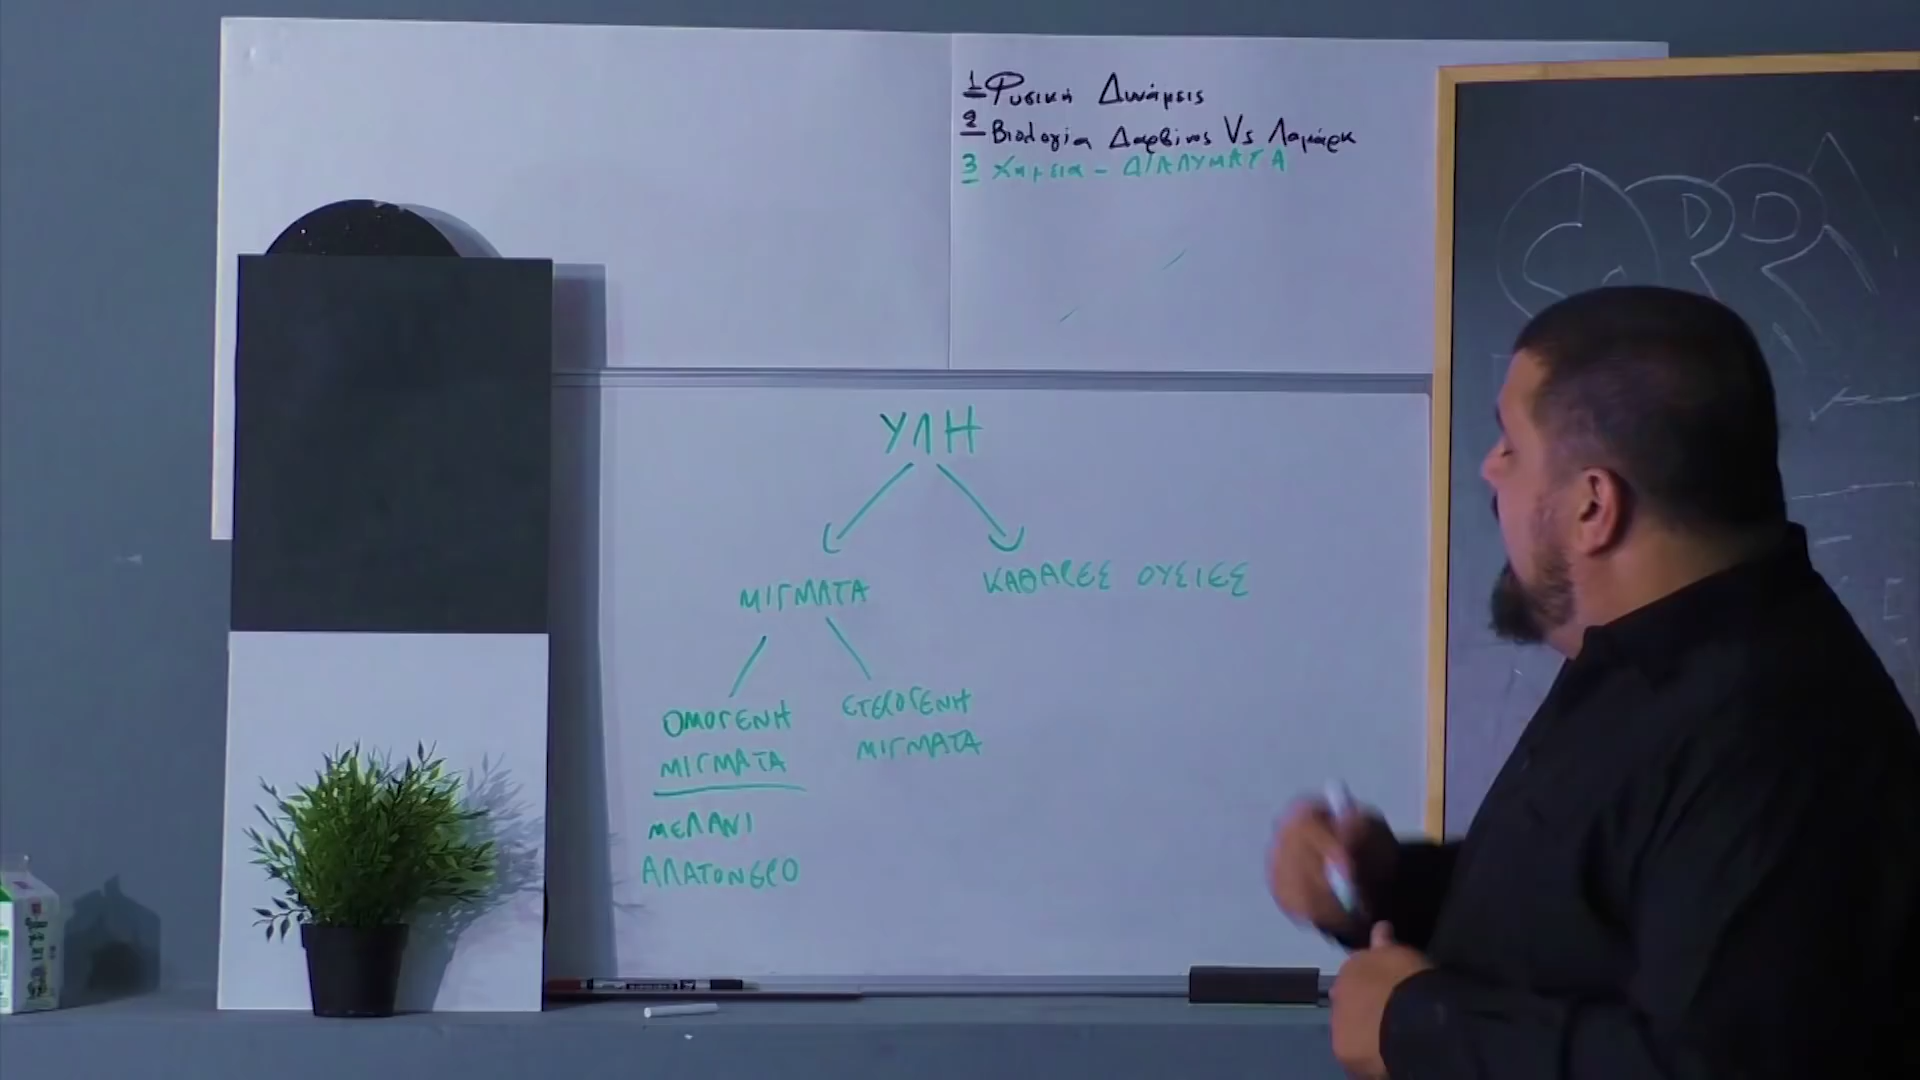 1 Φυσική Δυνάμεις
2 Βιολογία Δαρβίνος Vs Λαμάρκ
3 Χημεία - ΔΙΑΛΥΜΑΤΑ
ΥΛΗ
ΜΙΓΜΑΤΑ
ΚΑΘΑΡΕΣ ΟΥΣΙΕΣ
ΟΜΟΓΕΝΗ
ΜΙΓΜΑΤΑ
ΕΤΕΡΟΓΕΝΗ
ΜΙΓΜΑΤΑ
ΜΕΛΑΝΙ
ΑΛΑΤΟΝΕΡΟ